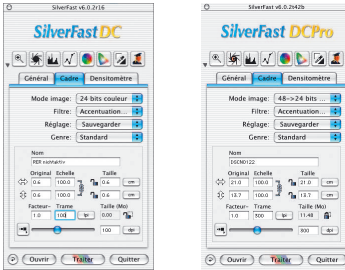 SilverFast v6.0.2r16
SilverFast DC
Général Cadre Densitomètre
Mode image: 24 bits couleur
Filtre: Accentuation...
Réglage: Sauvegarder
Genre: Standard
Nom
RER nichtaktiv
Original Echelle Taille
0.6 100.0 0.6 cm
0.6 100.0 0.6 cm
Facteur- Trame Taille (Mo)
1.0 100 lpi 0.00
100 dpi
Ouvrir Traiter Quitter
SilverFast v6.0.2t42b
SilverFast DCPro
Général Cadre Densitomètre
Mode image: 48->24 bits ...
Filtre: Accentuation...
Réglage: Sauvegarder
Genre: Standard
Nom
DSCN0122
Original Echelle Taille
21.0 100.0 21.0 cm
13.7 100.0 13.7 cm
Facteur- Trame Taille (Mo)
1.0 300 lpi 11.48
300 dpi
Ouvrir Traiter Quitter